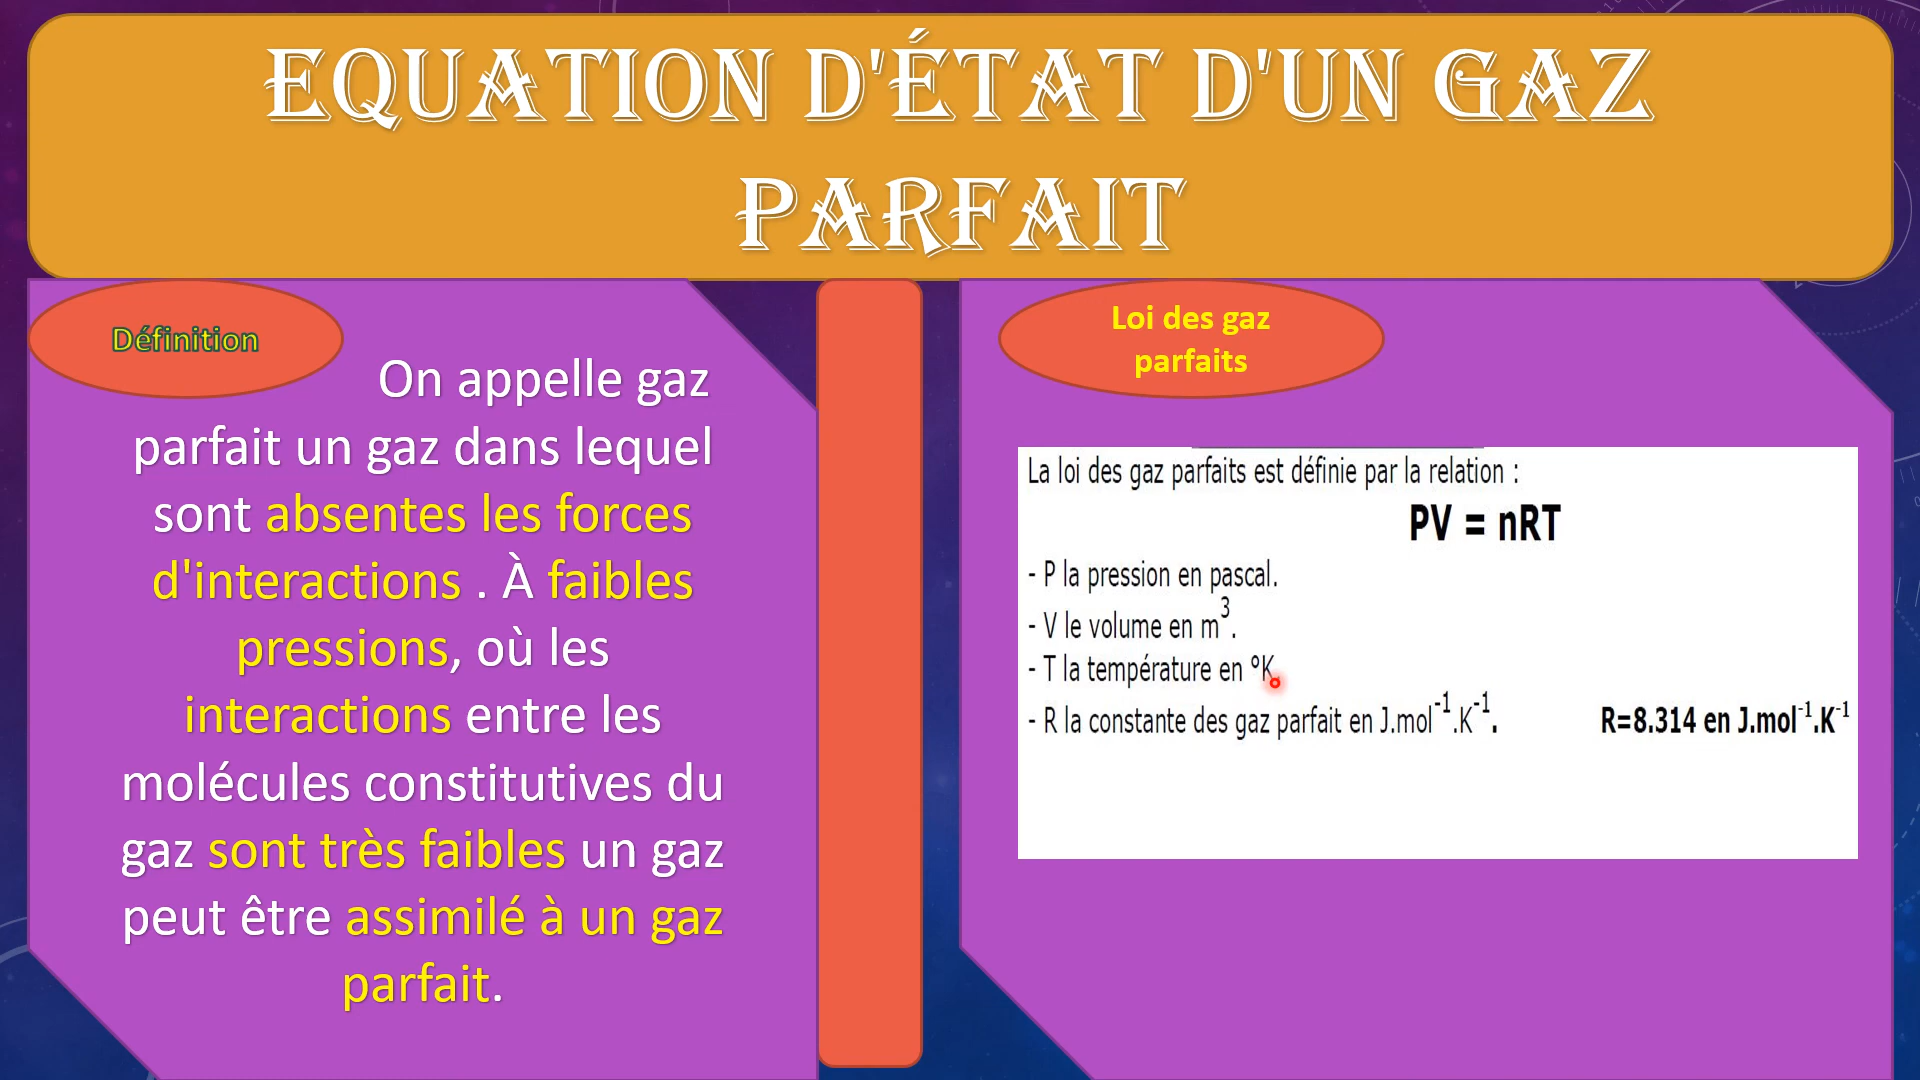 EQUATION D'ÉTAT D'UN GAZ
PARFAIT
Définition
On appelle gaz
parfait un gaz dans lequel
sont absentes les forces
d'interactions . À faibles
pressions, où les
interactions entre les
molécules constitutives du
gaz sont très faibles un gaz
peut être assimilé à un gaz
parfait.
Loi des gaz
parfaits
La loi des gaz parfaits est définie par la relation :
PV = nRT
- P la pression en pascal.
- V le volume en m³.
- T la température en °K.
- R la constante des gaz parfait en J.mol⁻¹.K⁻¹. R=8.314 en J.mol⁻¹.K⁻¹